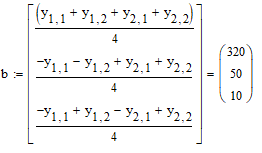 (y1,1 + y1,2 + y2,1 + y2,2)
4
b := −y1,1 − y1,2 + y2,1 + y2,2 = 320
4 50
10
−y1,1 + y1,2 − y2,1 + y2,2
4